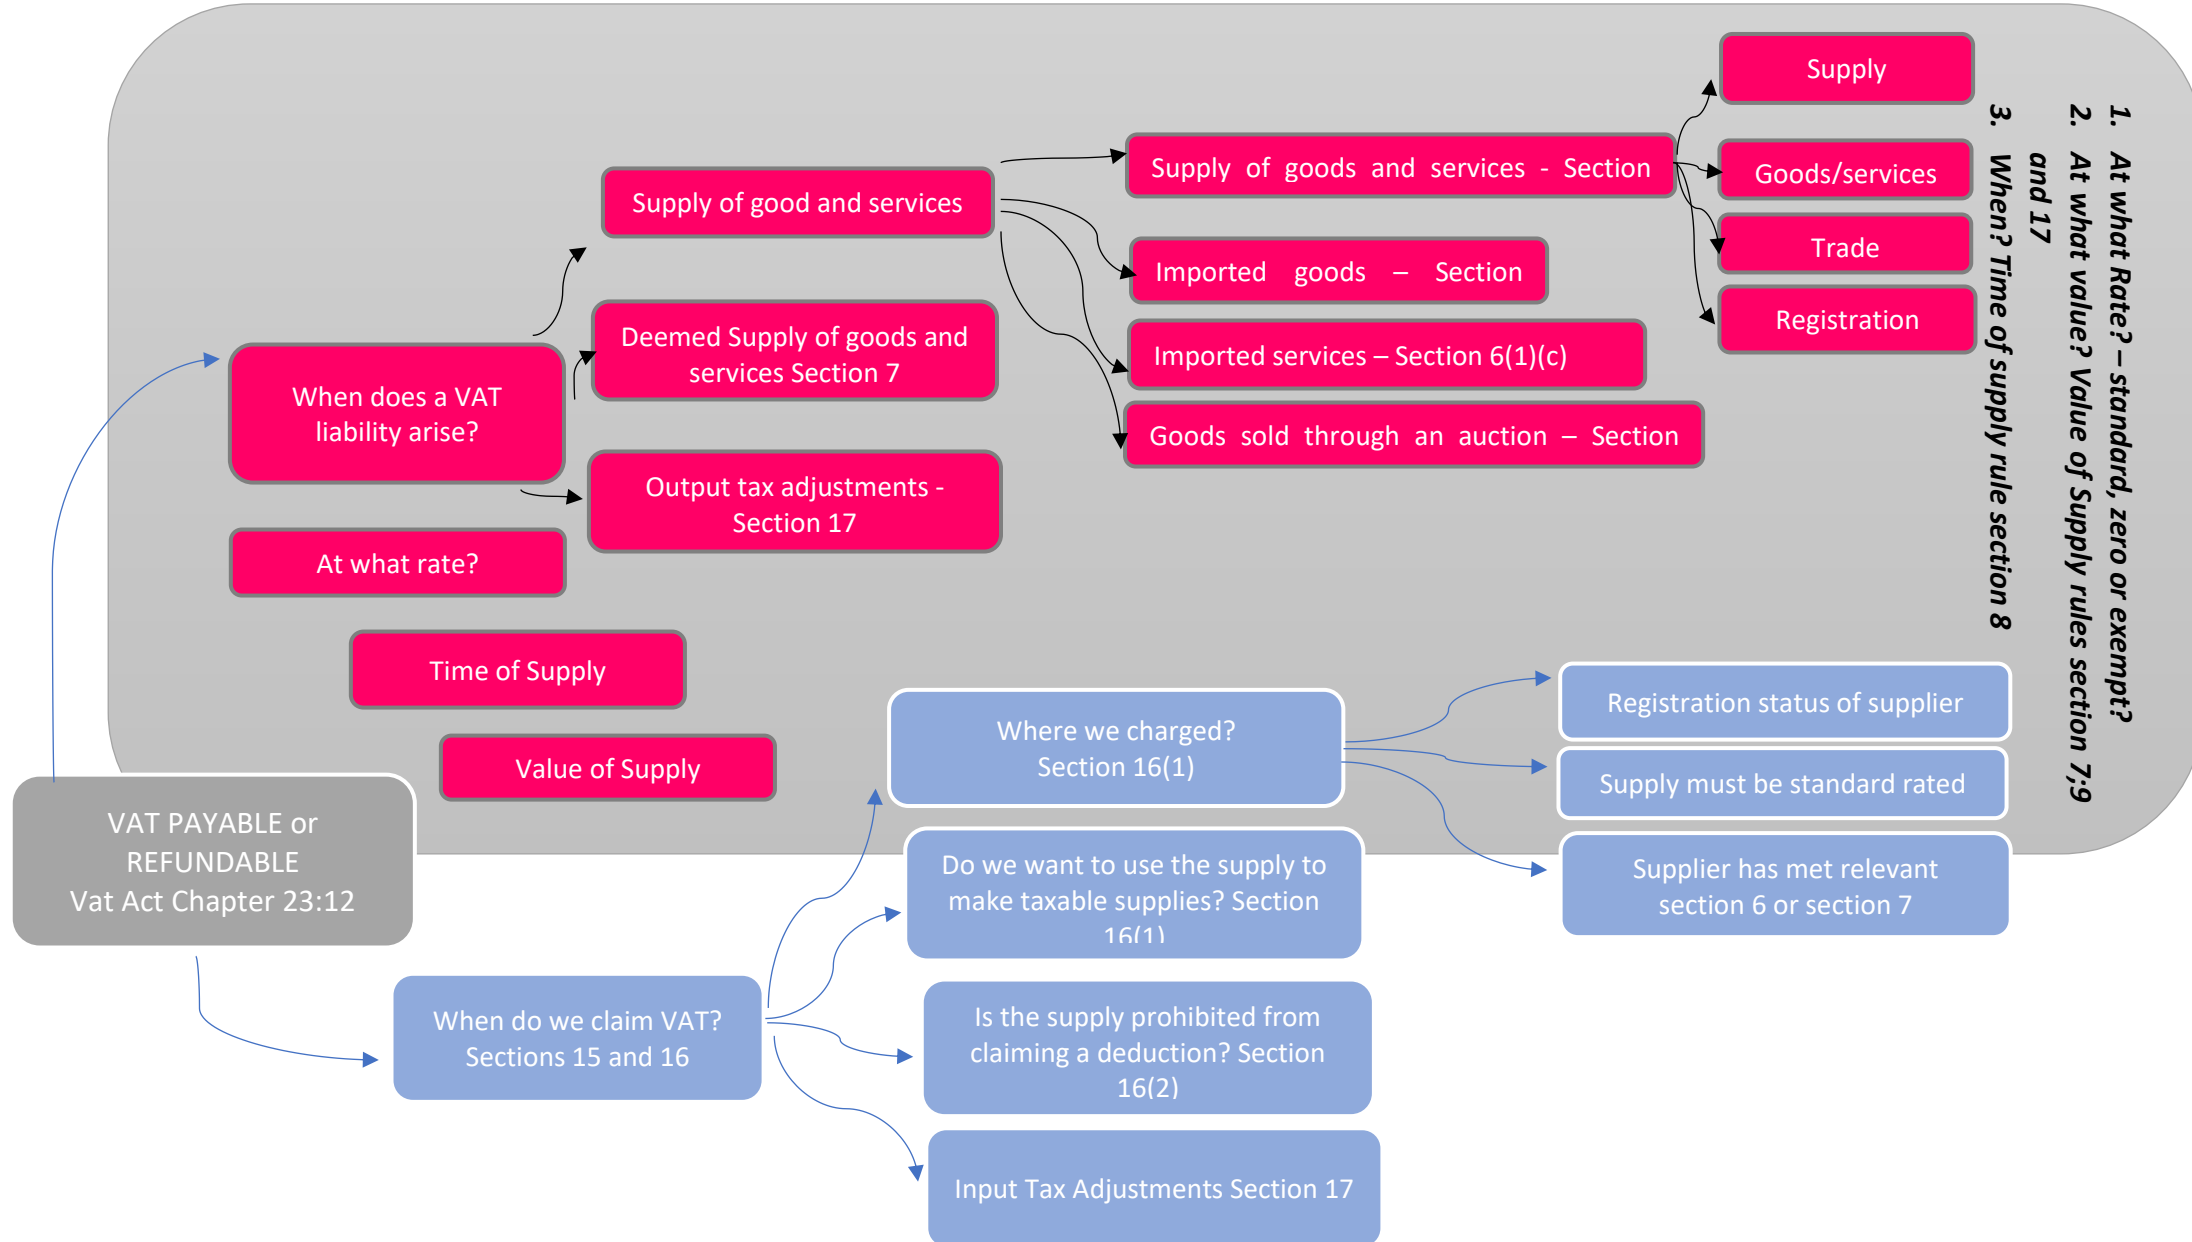 Supply
Goods/services
Trade
Registration
Supply of goods and services - Section
Imported goods – Section
Imported services – Section 6(1)(c)
Goods sold through an auction – Section
Supply of good and services
Deemed Supply of goods and
services Section 7
Output tax adjustments -
Section 17
When does a VAT
liability arise?
At what rate?
Time of Supply
Value of Supply
1. At what Rate? – standard, zero or exempt?
2. At what value? Value of Supply rules section 7;9
and 17
3. When? Time of supply rule section 8
VAT PAYABLE or
REFUNDABLE
Vat Act Chapter 23:12
When do we claim VAT?
Sections 15 and 16
Where we charged?
Section 16(1)
Do we want to use the supply to
make taxable supplies? Section
16(1)
Is the supply prohibited from
claiming a deduction? Section
16(2)
Input Tax Adjustments Section 17
Registration status of supplier
Supply must be standard rated
Supplier has met relevant
section 6 or section 7